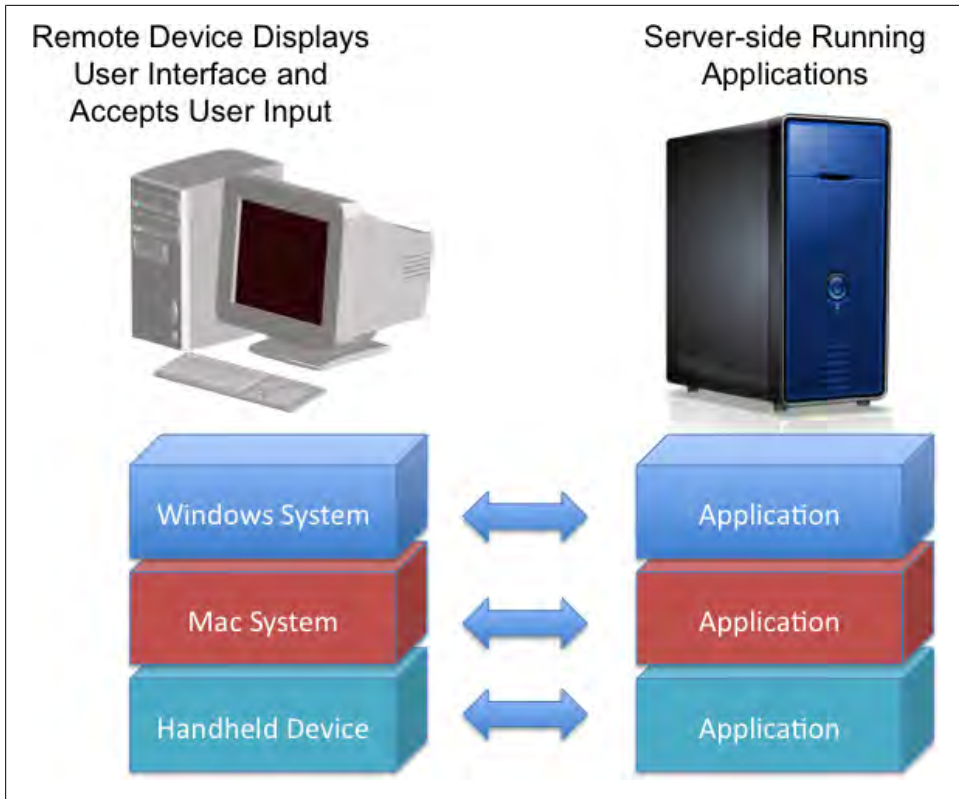 Remote Device Displays
User Interface and
Accepts User Input
Server-side Running
Applications
Windows System
Application
Mac System
Application
Handheld Device
Application